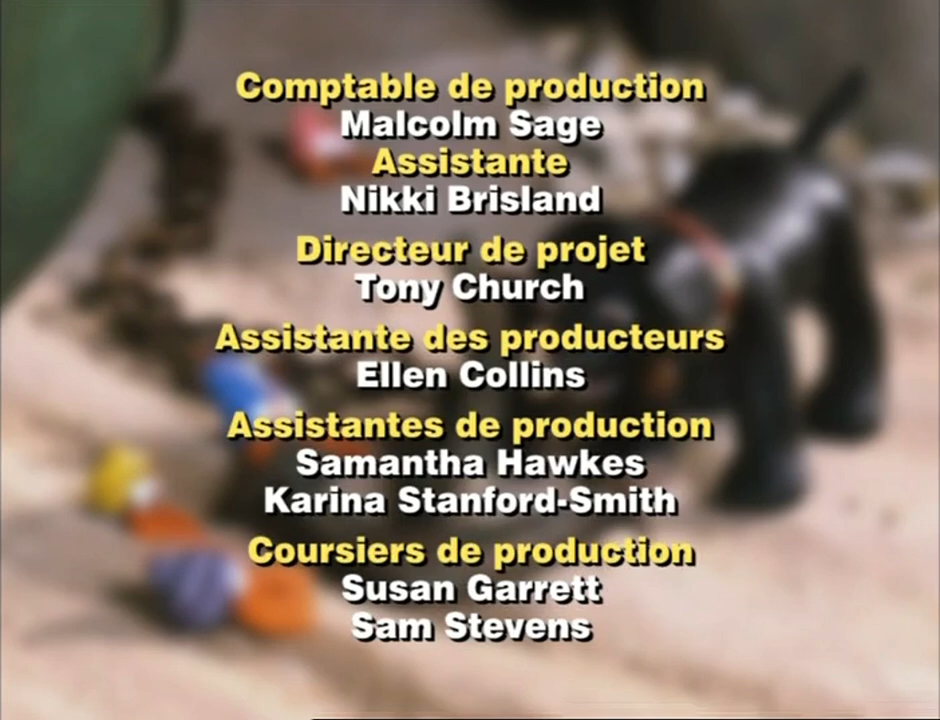 Comptable de production
Malcolm Sage
Assistante
Nikki Brisland
Directeur de projet
Tony Church
Assistante des producteurs
Ellen Collins
Assistantes de production
Samantha Hawkes
Karina Stanford-Smith
Coursiers de production
Susan Garrett
Sam Stevens